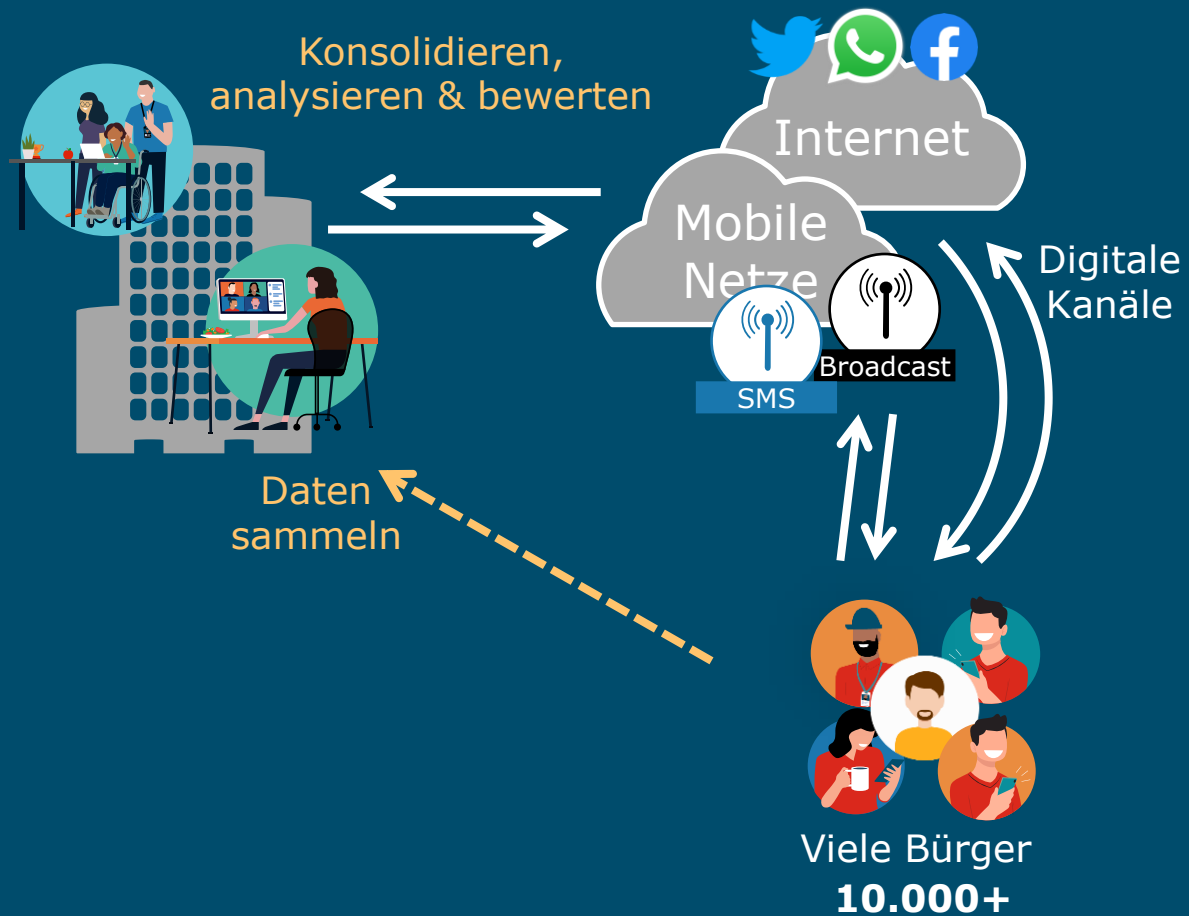 Konsolidieren,
analysieren & bewerten
Internet
Mobile
Netze
Digitale
Kanäle
Broadcast
SMS
Daten
sammeln
Viele Bürger
10.000+